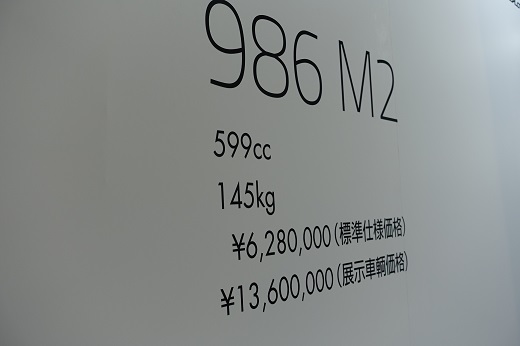 986 M2
599cc
145kg
¥6,280,000(標準仕様価格)
¥13,600,000(展示車輌価格)